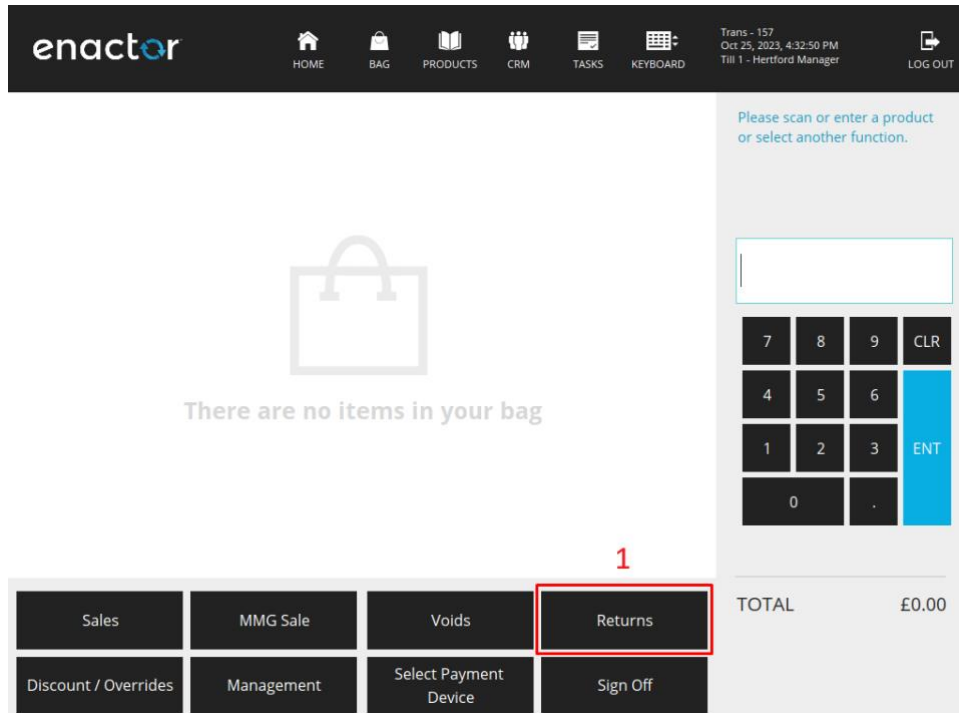 enactor
HOME
BAG
PRODUCTS
CRM
TASKS
KEYBOARD
Trans - 157
Oct 25, 2023, 4:32:50 PM
Till 1 - Hertford Manager
LOG OUT
Please scan or enter a product
or select another function.
There are no items in your bag
7 8 9 CLR
4 5 6
1 2 3 ENT
0 .
1
TOTAL £0.00
Sales
MMG Sale
Voids
Returns
Discount / Overrides
Management
Select Payment
Device
Sign Off